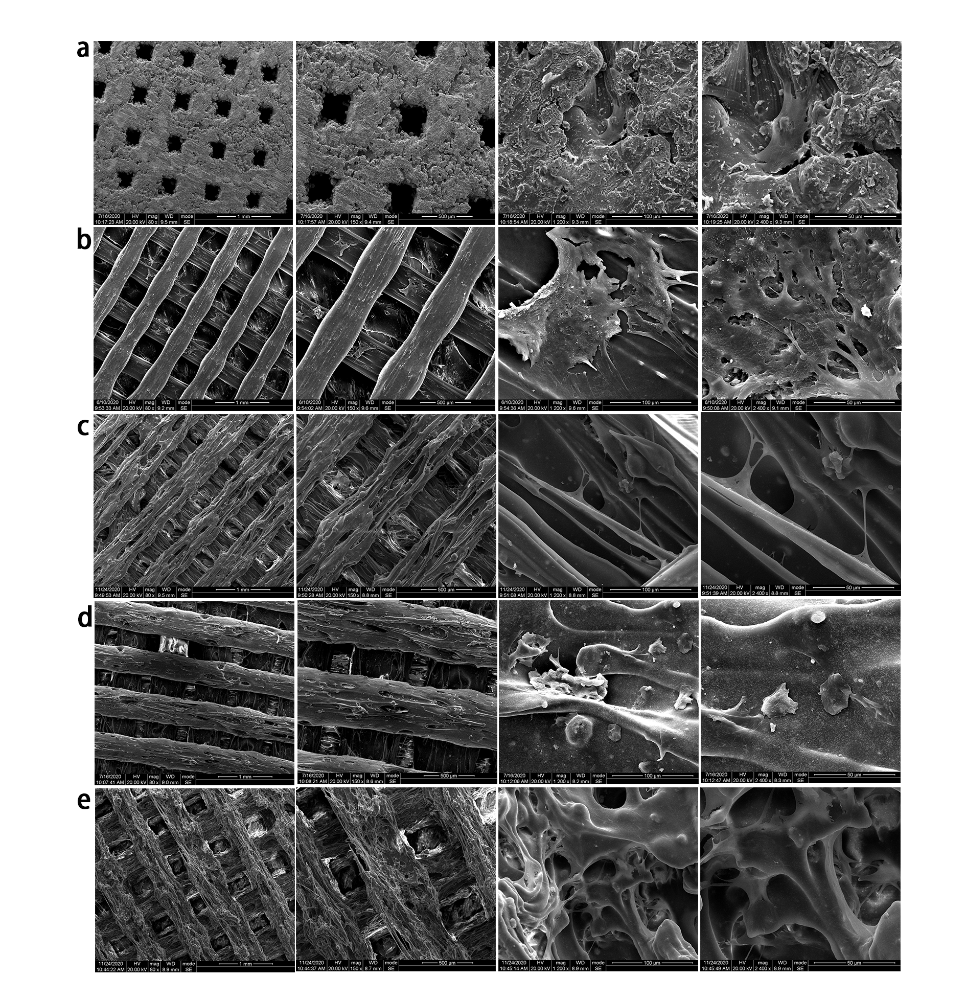 a
7/16/2020 HV mag WD mode 1 mm
10:17:23 AM 20.00 kV 80 x 9.5 mm SE
7/16/2020 HV mag WD mode 500 µm
10:17:57 AM 20.00 kV 150 x 9.4 mm SE
7/16/2020 HV mag WD mode 100 µm
10:18:54 AM 20.00 kV 1 200 x 9.3 mm SE
7/16/2020 HV mag WD mode 50 µm
10:19:25 AM 20.00 kV 2 400 x 9.3 mm SE
b
6/10/2020 HV mag WD mode 1 mm
9:53:33 AM 20.00 kV 80 x 9.2 mm SE
6/10/2020 HV mag WD mode 500 µm
9:54:02 AM 20.00 kV 150 x 9.6 mm SE
6/10/2020 HV mag WD mode 100 µm
9:54:36 AM 20.00 kV 1 200 x 9.6 mm SE
6/10/2020 HV mag WD mode 50 µm
9:50:08 AM 20.00 kV 2 400 x 9.1 mm SE
c
11/24/2020 HV mag WD mode 1 mm
9:49:53 AM 20.00 kV 80 x 9.5 mm SE
11/24/2020 HV mag WD mode 500 µm
9:50:28 AM 20.00 kV 150 x 8.8 mm SE
11/24/2020 HV mag WD mode 100 µm
9:51:08 AM 20.00 kV 1 200 x 8.8 mm SE
11/24/2020 HV mag WD mode 50 µm
9:51:39 AM 20.00 kV 2 400 x 8.8 mm SE
d
7/16/2020 HV mag WD mode 1 mm
10:07:41 AM 20.00 kV 80 x 9.0 mm SE
7/16/2020 HV mag WD mode 500 µm
10:08:21 AM 20.00 kV 150 x 8.6 mm SE
7/16/2020 HV mag WD mode 100 µm
10:12:06 AM 20.00 kV 1 200 x 8.2 mm SE
7/16/2020 HV mag WD mode 50 µm
10:12:47 AM 20.00 kV 2 400 x 8.3 mm SE
e
11/24/2020 HV mag WD mode 1 mm
10:44:22 AM 20.00 kV 80 x 8.9 mm SE
11/24/2020 HV mag WD mode 500 µm
10:44:37 AM 20.00 kV 150 x 8.7 mm SE
11/24/2020 HV mag WD mode 100 µm
10:45:14 AM 20.00 kV 1 200 x 8.9 mm SE
11/24/2020 HV mag WD mode 50 µm
10:45:49 AM 20.00 kV 2 400 x 8.9 mm SE